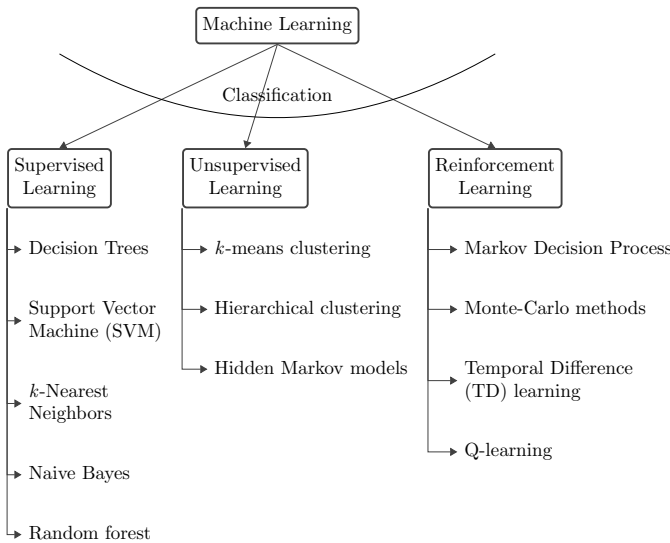 Machine Learning
Classification
Supervised
Learning
Decision Trees
Support Vector
Machine (SVM)
k-Nearest
Neighbors
Naive Bayes
Random forest
Unsupervised
Learning
k-means clustering
Hierarchical clustering
Hidden Markov models
Reinforcement
Learning
Markov Decision Process
Monte-Carlo methods
Temporal Difference
(TD) learning
Q-learning